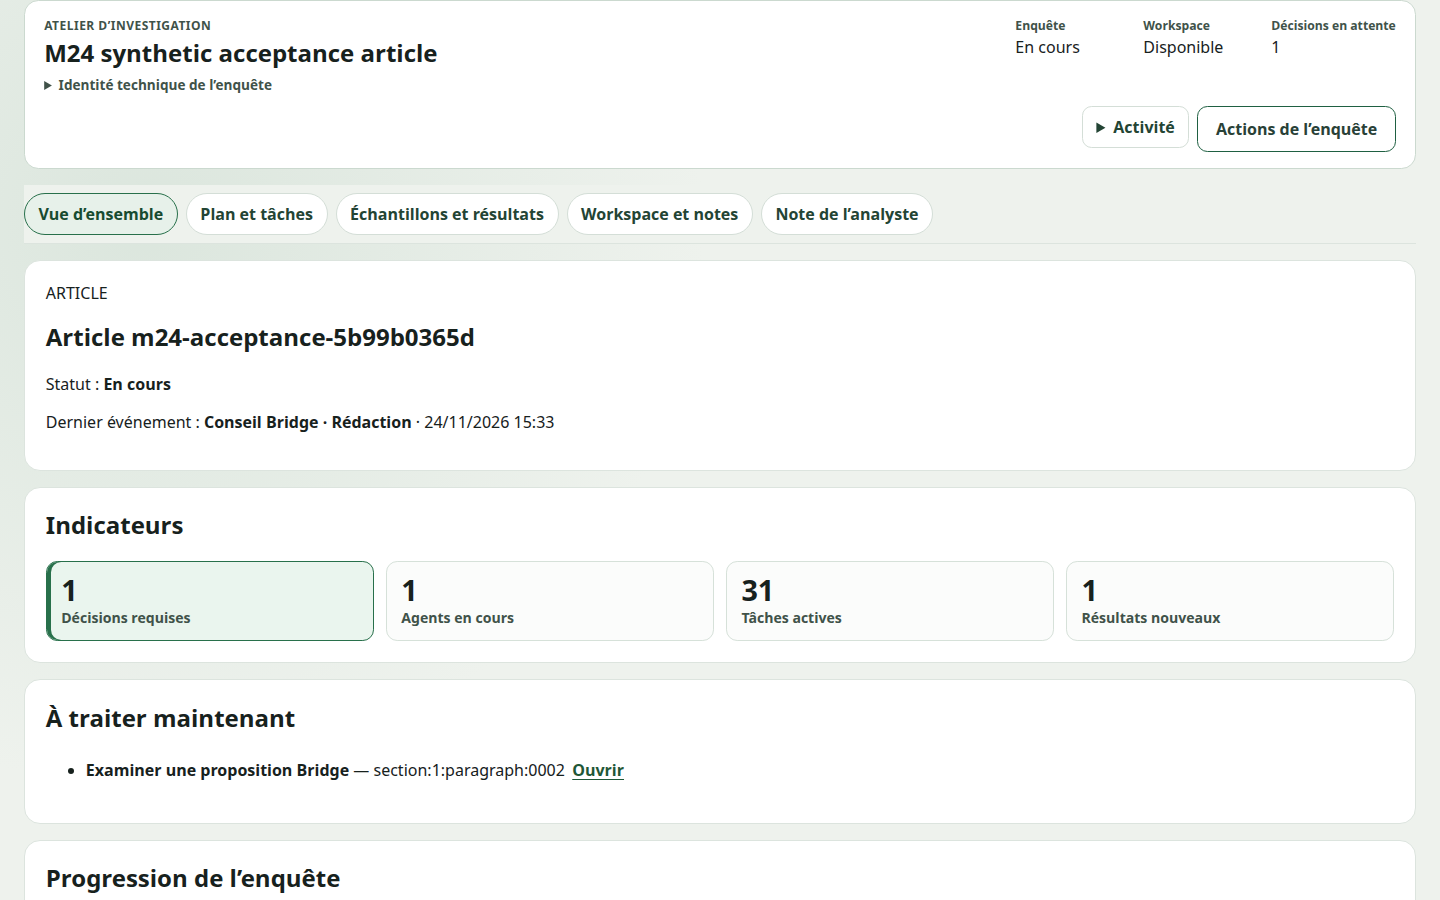 ATELIER D’INVESTIGATION
M24 synthetic acceptance article
▶ Identité technique de l’enquête
Enquête
En cours
Workspace
Disponible
Décisions en attente
1
▶ Activité
Actions de l’enquête
Vue d’ensemble
Plan et tâches
Échantillons et résultats
Workspace et notes
Note de l’analyste
ARTICLE
Article m24-acceptance-5b99b0365d
Statut : En cours
Dernier événement : Conseil Bridge · Rédaction · 24/11/2026 15:33
Indicateurs
1
Décisions requises
1
Agents en cours
31
Tâches actives
1
Résultats nouveaux
À traiter maintenant
• Examiner une proposition Bridge — section:1:paragraph:0002 Ouvrir
Progression de l’enquête